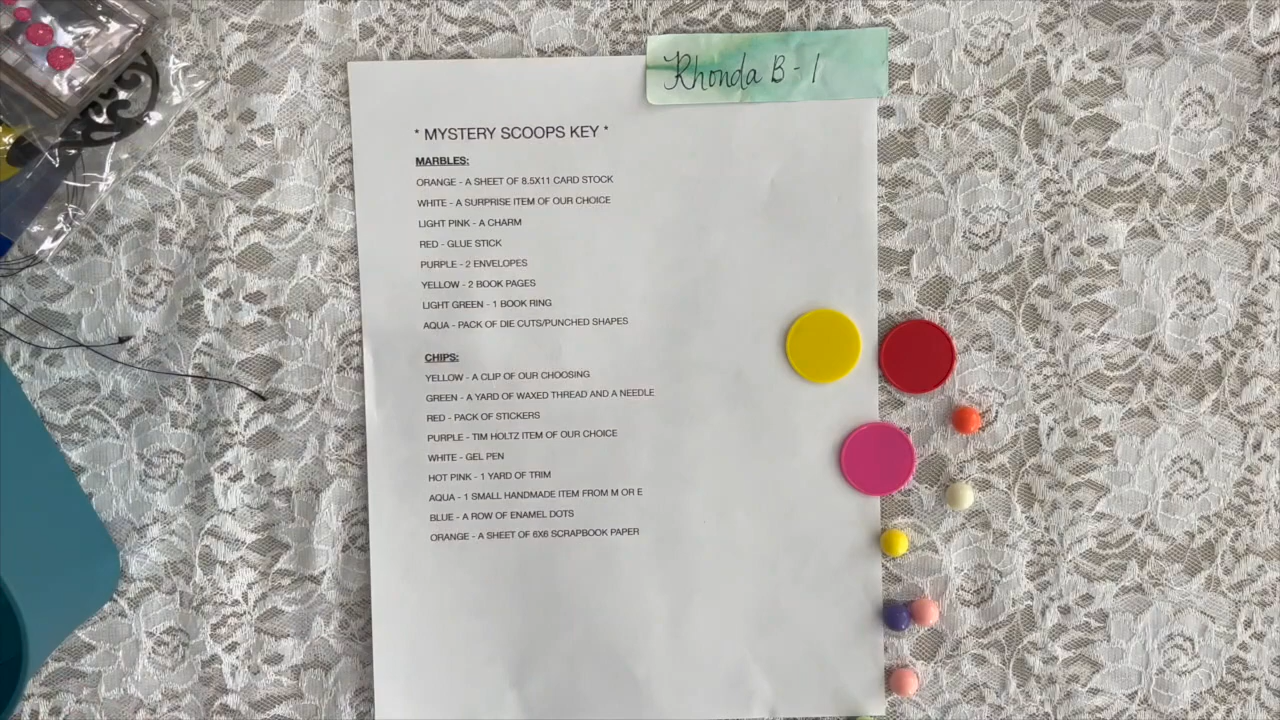 Rhonda B - 1
* MYSTERY SCOOPS KEY *
MARBLES:
ORANGE - A SHEET OF 8.5X11 CARD STOCK
WHITE - A SURPRISE ITEM OF OUR CHOICE
LIGHT PINK - A CHARM
RED - GLUE STICK
PURPLE - 2 ENVELOPES
YELLOW - 2 BOOK PAGES
LIGHT GREEN - 1 BOOK RING
AQUA - PACK OF DIE CUTS/PUNCHED SHAPES
CHIPS:
YELLOW - A CLIP OF OUR CHOOSING
GREEN - A YARD OF WAXED THREAD AND A NEEDLE
RED - PACK OF STICKERS
PURPLE - TIM HOLTZ ITEM OF OUR CHOICE
WHITE - GEL PEN
HOT PINK - 1 YARD OF TRIM
AQUA - 1 SMALL HANDMADE ITEM FROM M OR E
BLUE - A ROW OF ENAMEL DOTS
ORANGE - A SHEET OF 6X6 SCRAPBOOK PAPER